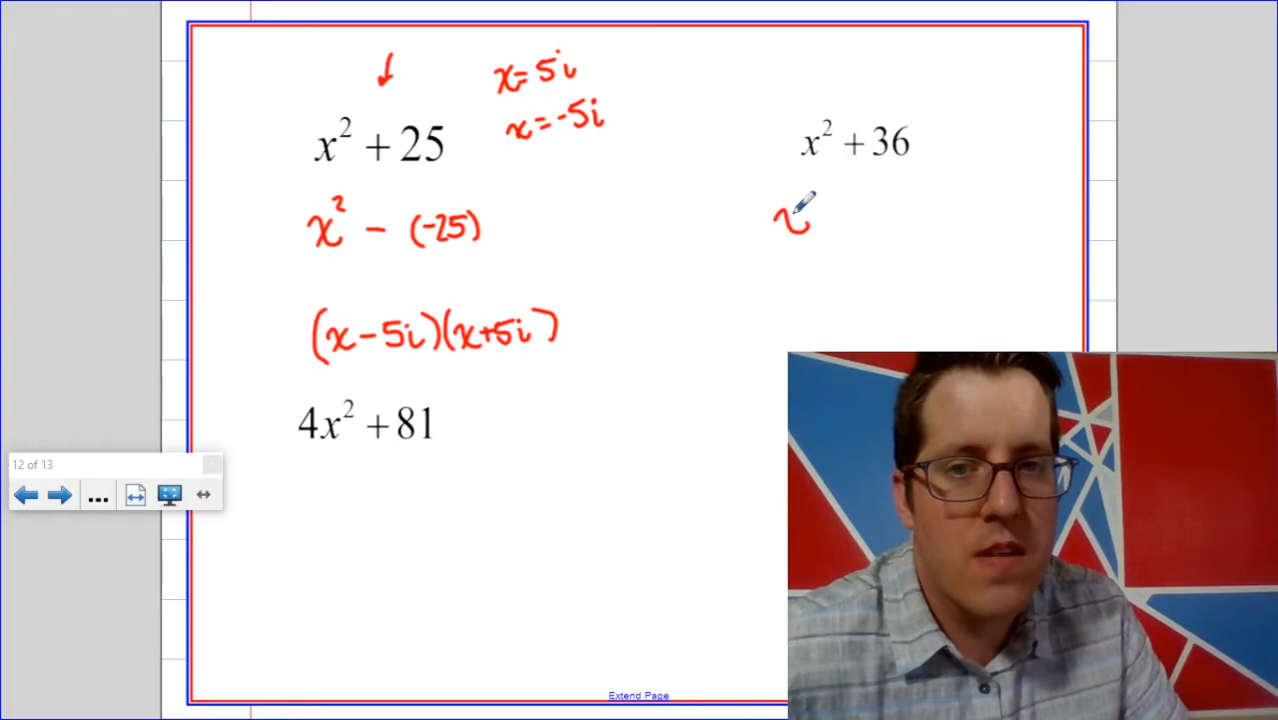 x = 5i
x = -5i
x² + 25
x² - (-25)
(x - 5i)(x + 5i)
4x² + 81
x² + 36
x
12 of 13
...
Extend Page